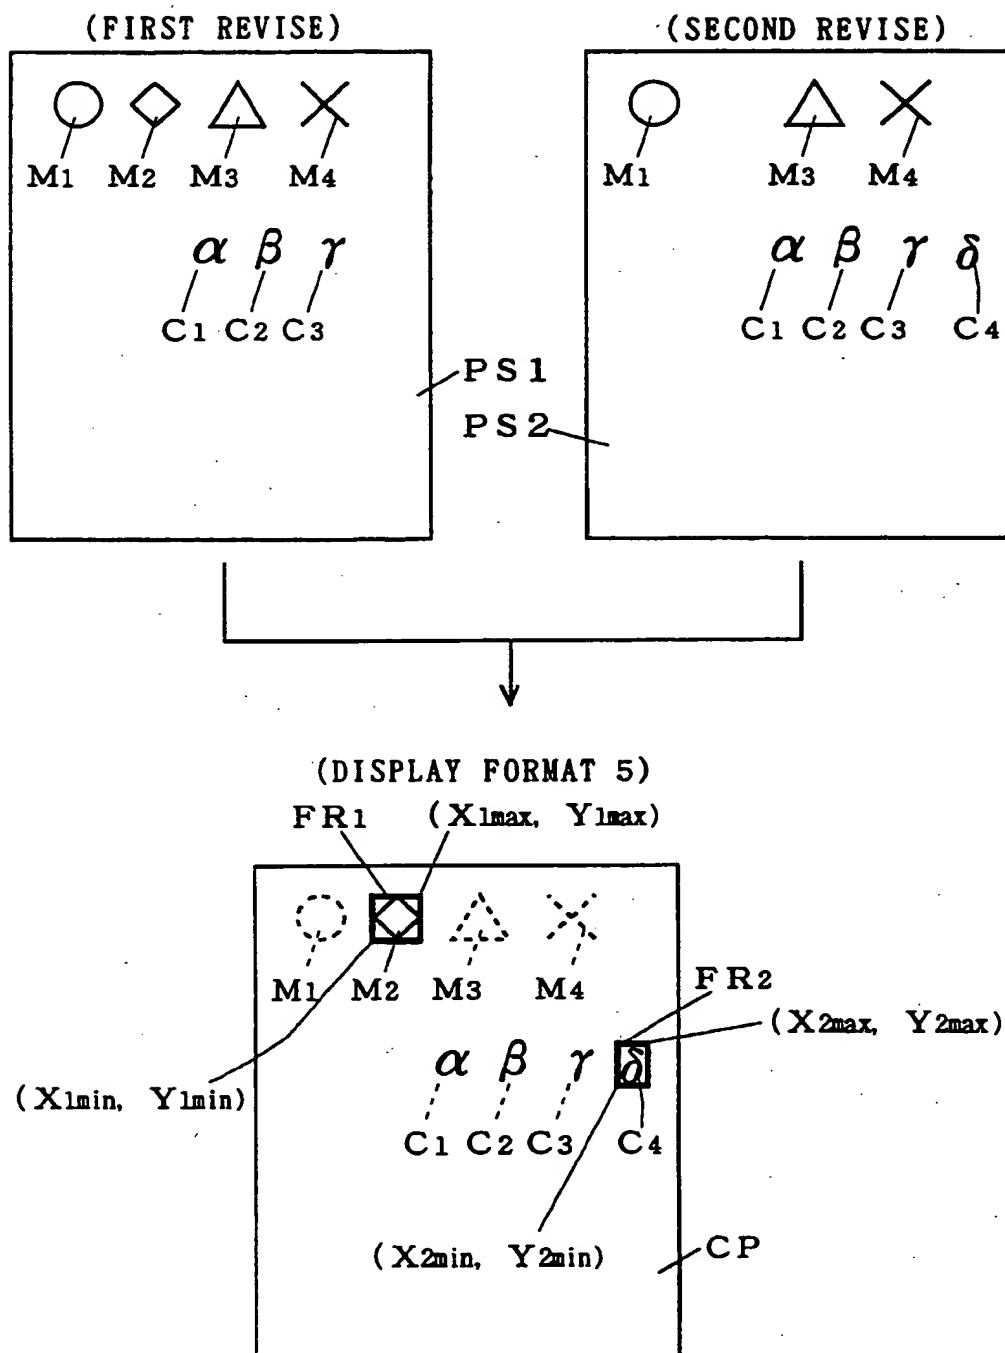 (FIRST REVISE)
(SECOND REVISE)
M1 M2 M3 M4
M1 M3 M4
α β γ
α β γ δ
C1 C2 C3
C1 C2 C3 C4
PS1
PS2
(DISPLAY FORMAT 5)
FR1 (X1max, Y1max)
M1 M2 M3 M4
FR2
(X2max, Y2max)
α β γ δ
(X1min, Y1min)
C1 C2 C3 C4
(X2min, Y2min)
CP